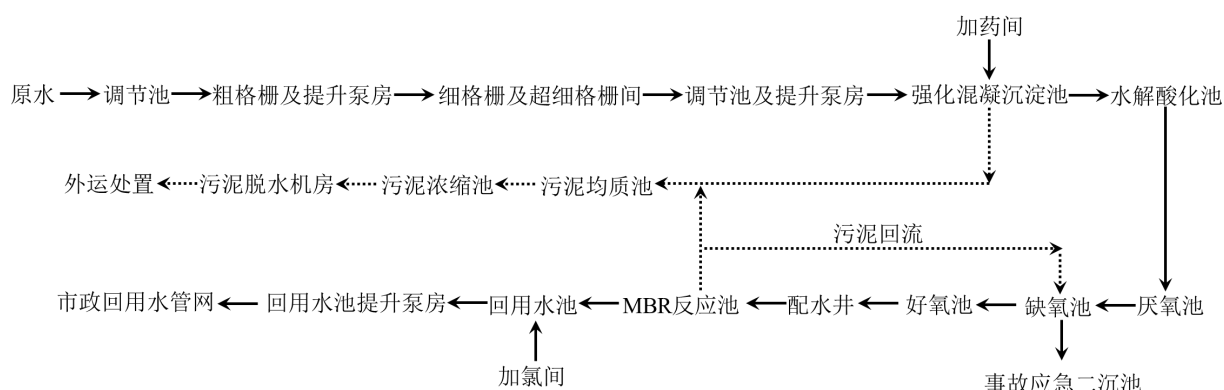 加药间
原水 调节池 粗格栅及提升泵房 细格栅及超细格栅间 调节池及提升泵房 强化混凝沉淀池 水解酸化池
外运处置 污泥脱水机房 污泥浓缩池 污泥均质池
污泥回流
市政回用水管网 回用水池提升泵房 回用水池 MBR反应池 配水井 好氧池 缺氧池 厌氧池
加氯间
事故应急二沉池